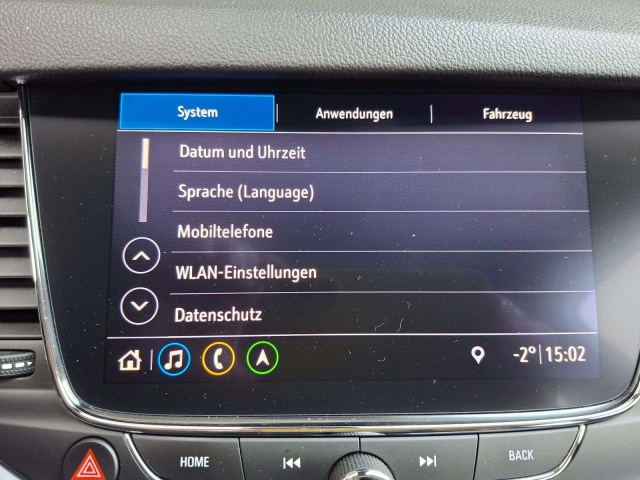 System Anwendungen Fahrzeug
Datum und Uhrzeit
Sprache (Language)
Mobiltelefone
WLAN-Einstellungen
Datenschutz
-2° 15:02
HOME BACK